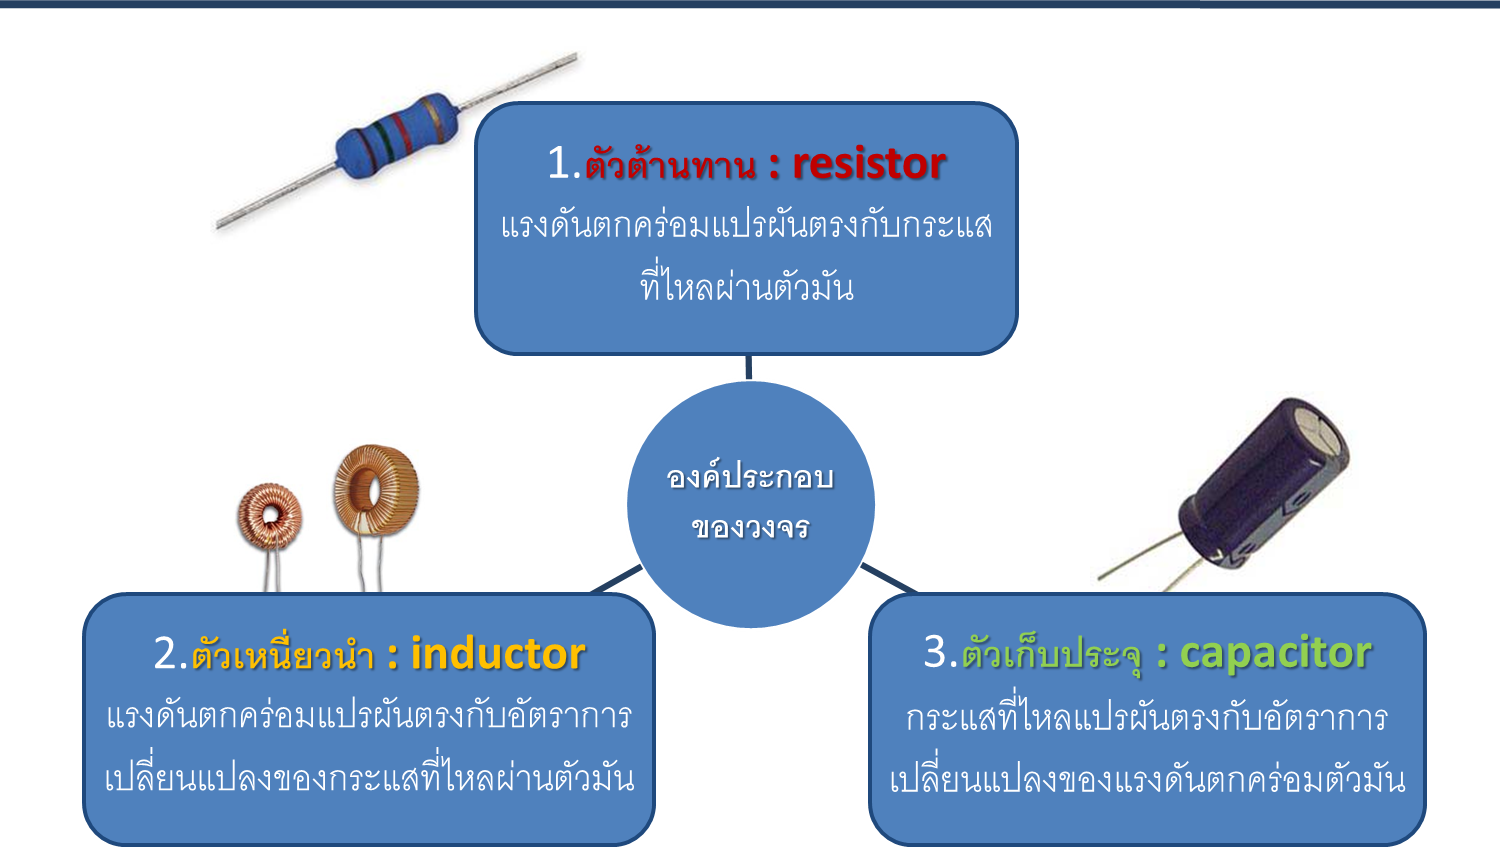 1.ตัวต้านทาน : resistor
แรงดันตกคร่อมแปรผันตรงกับกระแส
ที่ไหลผ่านตัวมัน
องค์ประกอบ
ของวงจร
2.ตัวเหนี่ยวนำ : inductor
แรงดันตกคร่อมแปรผันตรงกับอัตราการ
เปลี่ยนแปลงของกระแสที่ไหลผ่านตัวมัน
3.ตัวเก็บประจุ : capacitor
กระแสที่ไหลแปรผันตรงกับอัตราการ
เปลี่ยนแปลงของแรงดันตกคร่อมตัวมัน